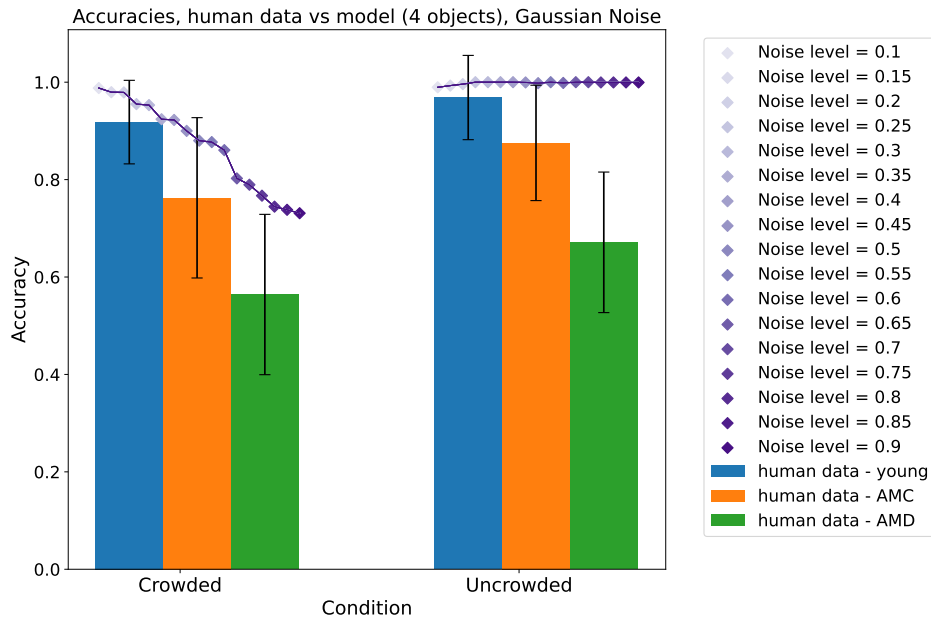 Accuracies, human data vs model (4 objects), Gaussian Noise
Accuracy
1.0
0.8
0.6
0.4
0.2
0.0
Crowded
Uncrowded
Condition
Noise level = 0.1
Noise level = 0.15
Noise level = 0.2
Noise level = 0.25
Noise level = 0.3
Noise level = 0.35
Noise level = 0.4
Noise level = 0.45
Noise level = 0.5
Noise level = 0.55
Noise level = 0.6
Noise level = 0.65
Noise level = 0.7
Noise level = 0.75
Noise level = 0.8
Noise level = 0.85
Noise level = 0.9
human data - young
human data - AMC
human data - AMD